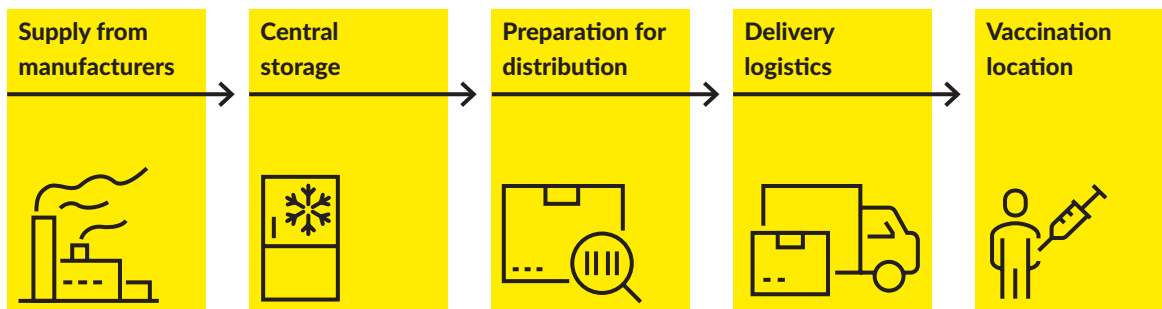 Supply from
manufacturers
Central
storage
Preparation for
distribution
Delivery
logistics
Vaccination
location